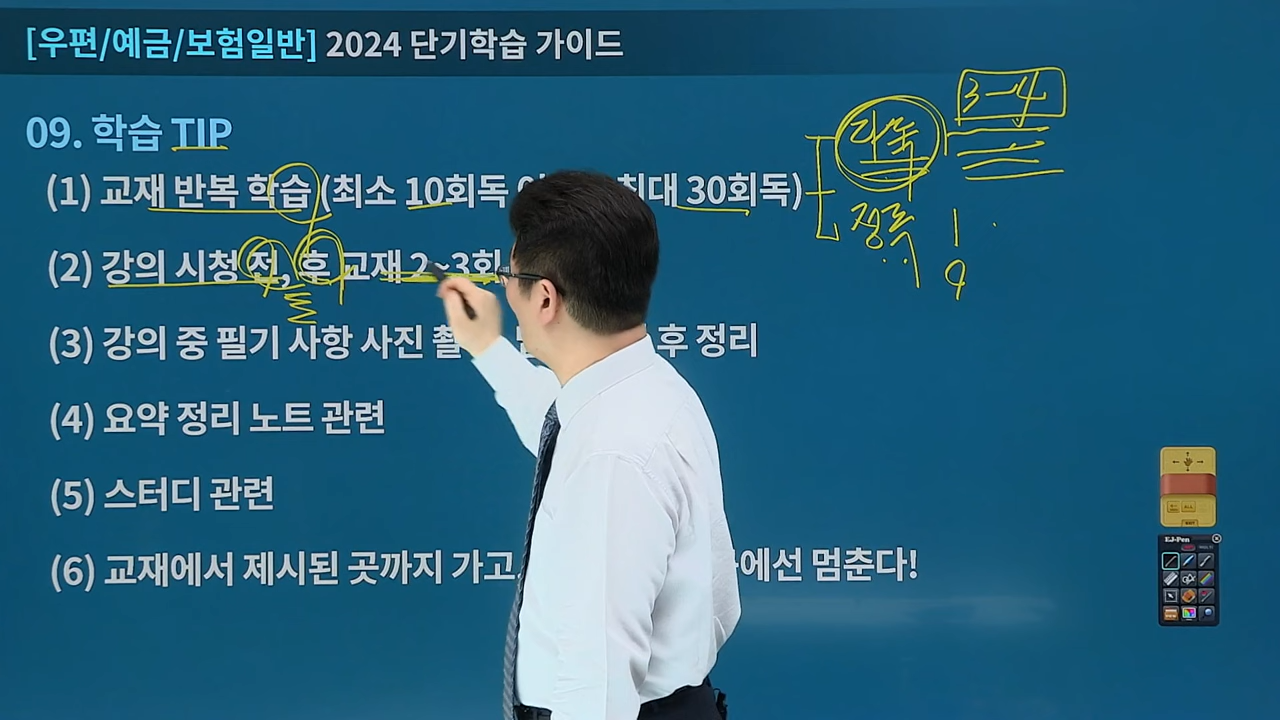 [우편/예금/보험일반] 2024 단기학습 가이드
3-4
09. 학습 TIP
다독
(1) 교재 반복 학습 (최소 10회독 최대 30회독)
정독 1
(2) 강의 시청 전, 후 교재 2~3회
9
(3) 강의 중 필기 사항 사진 촬 후 정리
(4) 요약 정리 노트 관련
(5) 스터디 관련
(6) 교재에서 제시된 곳까지 가고, 에선 멈춘다!
EJ-Pen